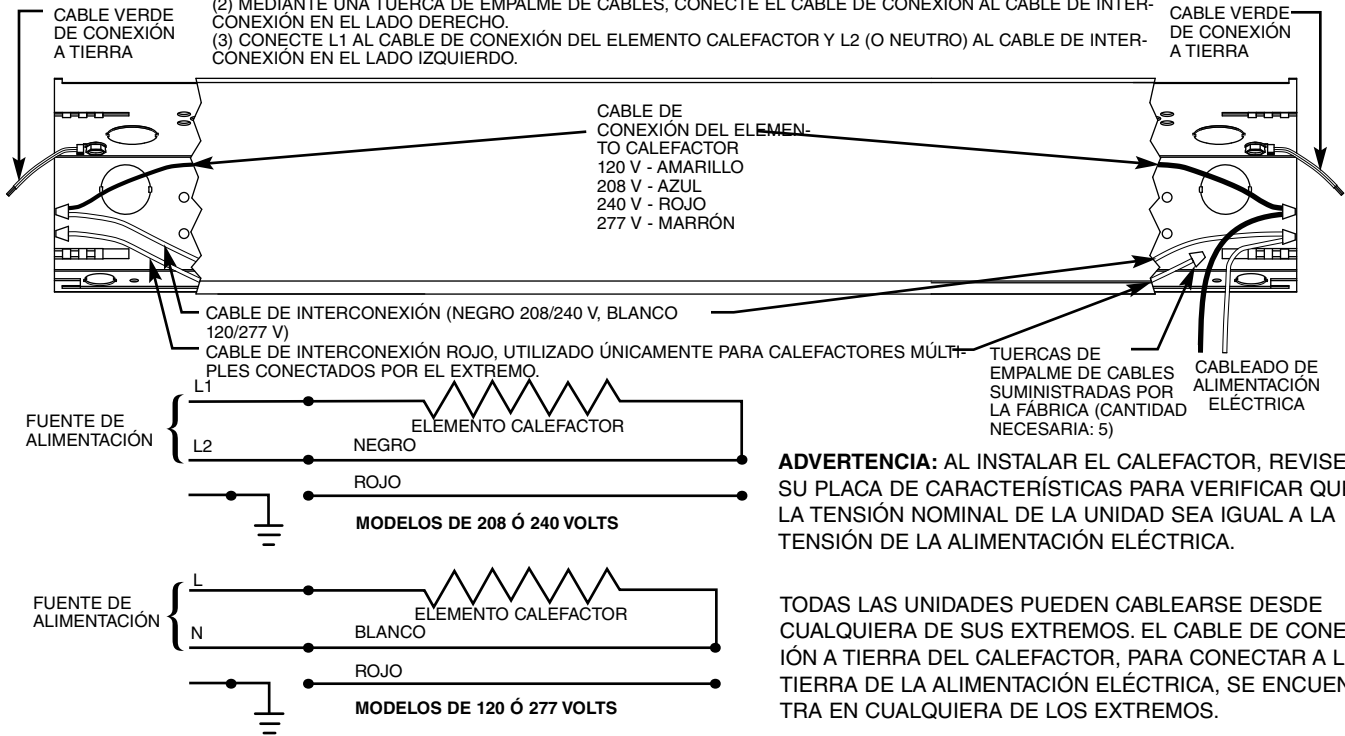 (2) MEDIANTE UNA TUERCA DE EMPALME DE CABLES, CONECTE EL CABLE DE CONEXIÓN AL CABLE DE INTER-
CONEXIÓN EN EL LADO DERECHO.
(3) CONECTE L1 AL CABLE DE CONEXIÓN DEL ELEMENTO CALEFACTOR Y L2 (O NEUTRO) AL CABLE DE INTER-
CONEXIÓN EN EL LADO IZQUIERDO.
CABLE VERDE
DE CONEXIÓN
A TIERRA
CABLE VERDE
DE CONEXIÓN
A TIERRA
CABLE DE
CONEXIÓN DEL ELEMEN-
TO CALEFACTOR
120 V - AMARILLO
208 V - AZUL
240 V - ROJO
277 V - MARRÓN
CABLE DE INTERCONEXIÓN (NEGRO 208/240 V, BLANCO
120/277 V)
CABLE DE INTERCONEXIÓN ROJO, UTILIZADO ÚNICAMENTE PARA CALEFACTORES MÚLTI-
PLES CONECTADOS POR EL EXTREMO.
TUERCAS DE
EMPALME DE CABLES
SUMINISTRADAS POR
LA FÁBRICA (CANTIDAD
NECESARIA: 5)
CABLEADO DE
ALIMENTACIÓN
ELÉCTRICA
FUENTE DE
ALIMENTACIÓN
L1
ELEMENTO CALEFACTOR
L2
NEGRO
ROJO
MODELOS DE 208 Ó 240 VOLTS
FUENTE DE
ALIMENTACIÓN
L
ELEMENTO CALEFACTOR
N
BLANCO
ROJO
MODELOS DE 120 Ó 277 VOLTS
ADVERTENCIA: AL INSTALAR EL CALEFACTOR, REVISE
SU PLACA DE CARACTERÍSTICAS PARA VERIFICAR QU
LA TENSIÓN NOMINAL DE LA UNIDAD SEA IGUAL A LA
TENSIÓN DE LA ALIMENTACIÓN ELÉCTRICA.
TODAS LAS UNIDADES PUEDEN CABLEARSE DESDE
CUALQUIERA DE SUS EXTREMOS. EL CABLE DE CONE
IÓN A TIERRA DEL CALEFACTOR, PARA CONECTAR A L
TIERRA DE LA ALIMENTACIÓN ELÉCTRICA, SE ENCUEN
TRA EN CUALQUIERA DE LOS EXTREMOS.